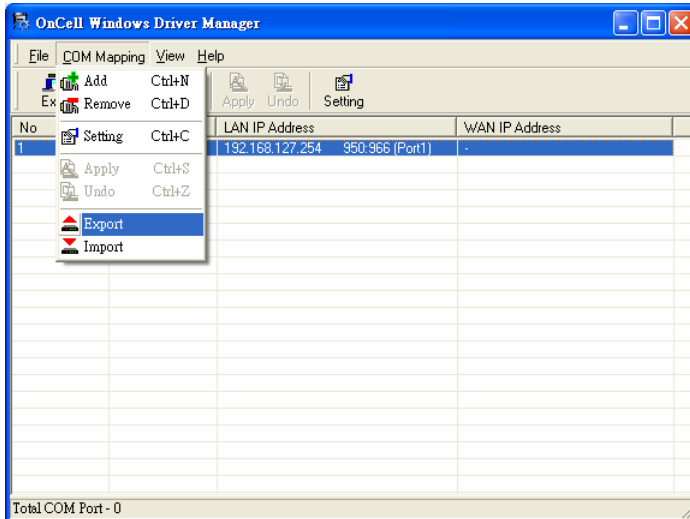 OnCell Windows Driver Manager
File COM Mapping View Help
Add Ctrl+N
Remove Ctrl+D
Setting Ctrl+C
Apply Ctrl+S
Undo Ctrl+Z
Export
Import
Ex
Apply Undo Setting
No LAN IP Address WAN IP Address
1 192.168.127.254 950:966 (Port1) -
Total COM Port - 0